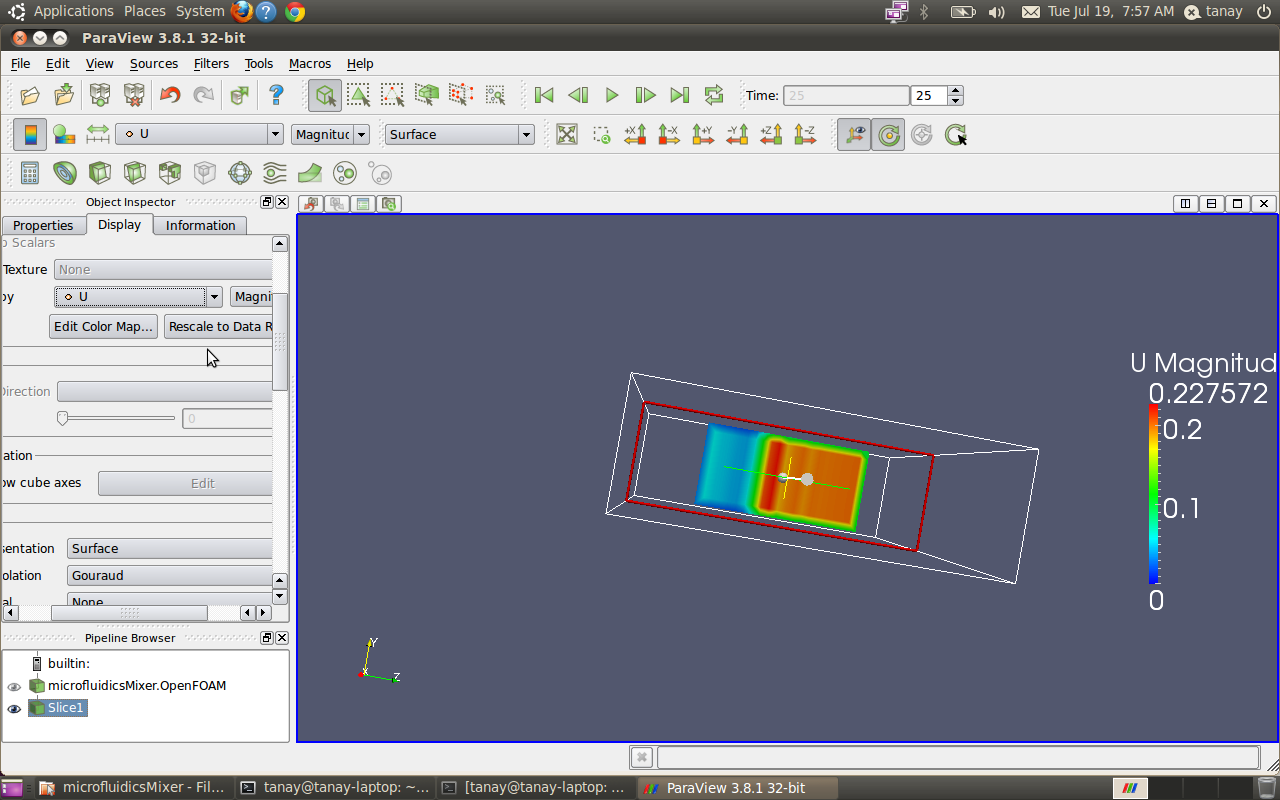 Applications Places System Tue Jul 19, 7:57 AM tanay
ParaView 3.8.1 32-bit
File Edit View Sources Filters Tools Macros Help
Time: 25 25
U Magnituc Surface +X -X +Y -Y +Z -Z
Object Inspector
Properties Display Information
o Scalars
Texture None
by U Magni
Edit Color Map... Rescale to Data R
Direction
0
ation
ow cube axes Edit
sentation Surface
olation Gouraud
al None
Pipeline Browser
builtin:
microfluidicsMixer.OpenFOAM
Slice1
U Magnitud
0.227572
0.2
0.1
0
Y
X Z
microfluidicsMixer - Fil... tanay@tanay-laptop: ~... [tanay@tanay-laptop: ... ParaView 3.8.1 32-bit